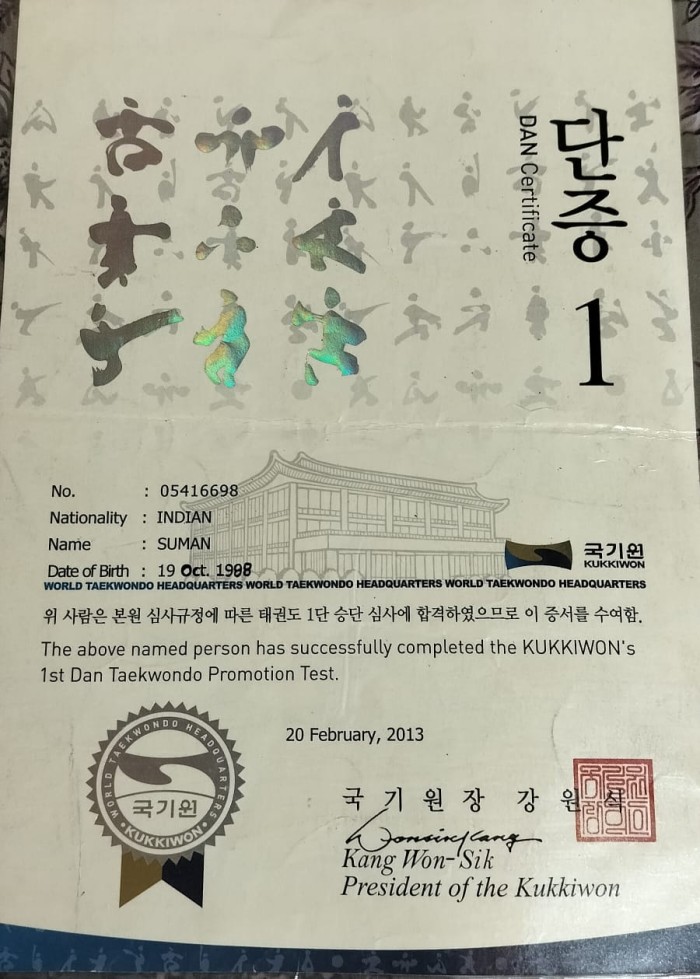 단증
DAN Certificate
1
No. : 05416698
Nationality : INDIAN
Name : SUMAN
Date of Birth : 19 Oct. 1998
국기원
KUKKIWON
WORLD TAEKWONDO HEADQUARTERS WORLD TAEKWONDO HEADQUARTERS WORLD TAEKWONDO HEADQUARTERS
위 사람은 본원 심사규정에 따른 태권도 1단 승단 심사에 합격하였으므로 이 증서를 수여함.
The above named person has successfully completed the KUKKIWON's
1st Dan Taekwondo Promotion Test.
20 February, 2013
WORLD TAEKWONDO HEADQUARTERS
국기원
KUKKIWON
국 기 원 장 강 원 식
Wonsik Kang
Kang Won-Sik
President of the Kukkiwon